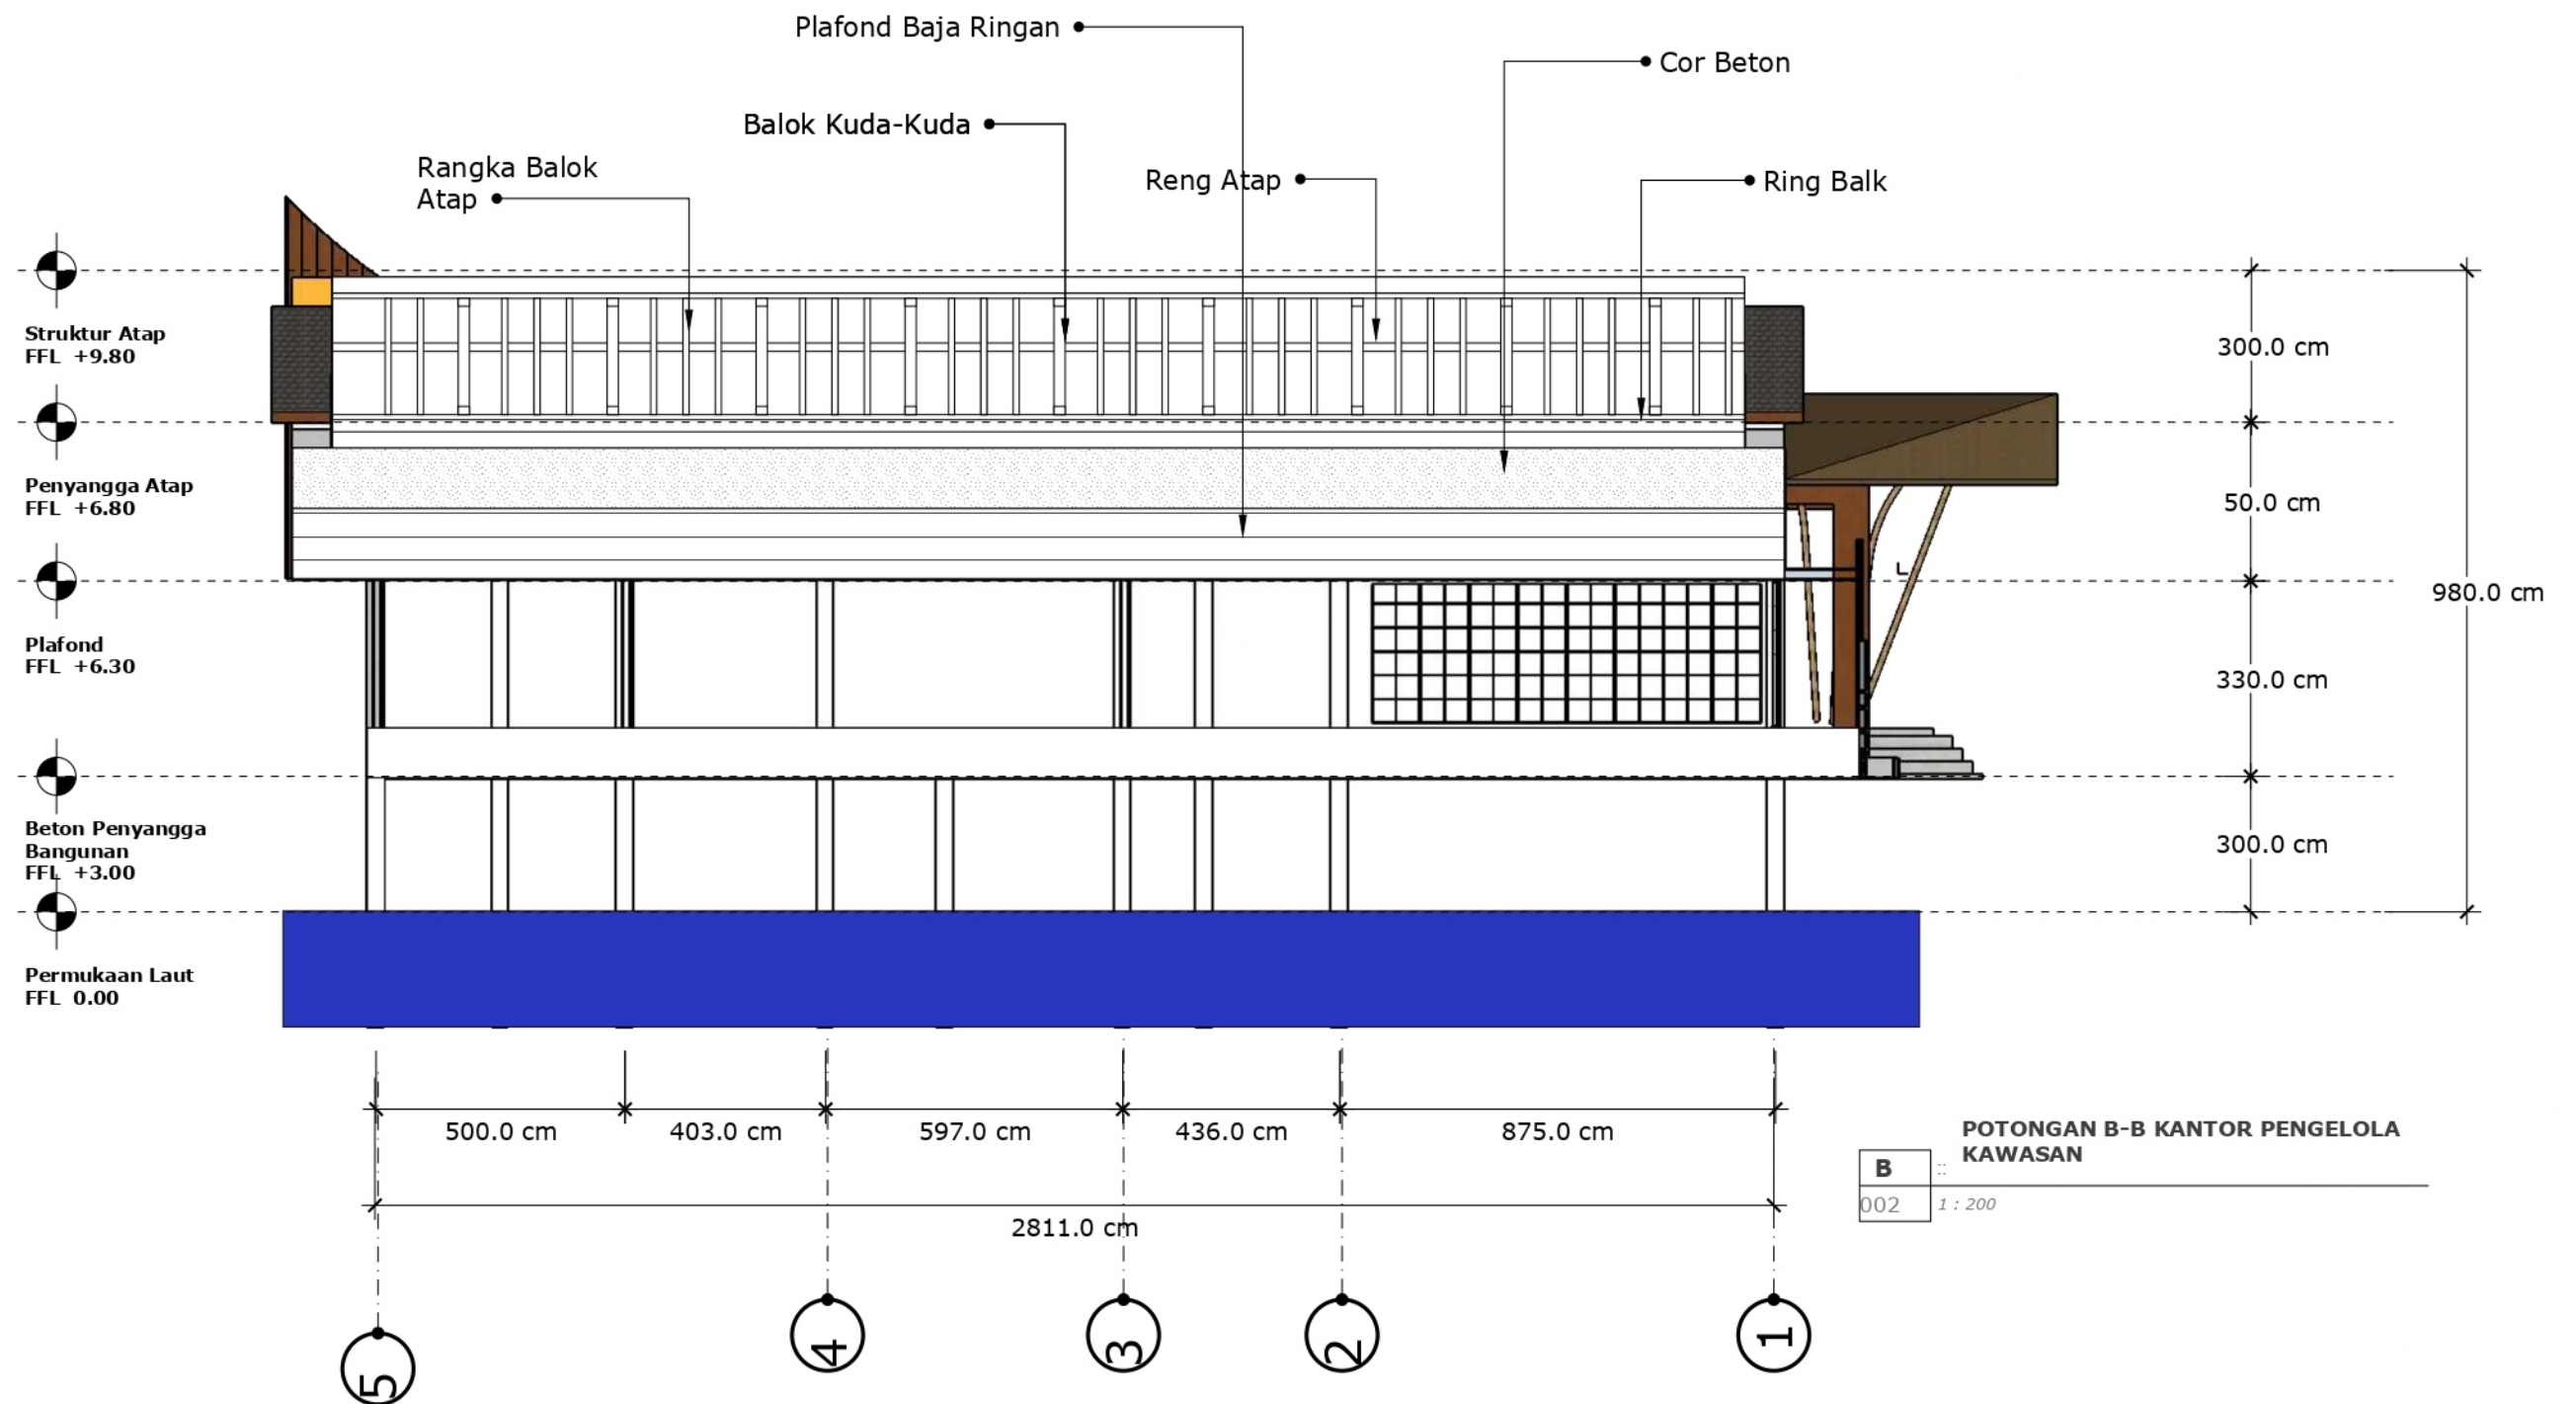 Plafond Baja Ringan
Cor Beton
Balok Kuda-Kuda
Rangka Balok
Atap
Reng Atap
Ring Balk
Struktur Atap
FFL +9.80
Penyangga Atap
FFL +6.80
Plafond
FFL +6.30
Beton Penyangga
Bangunan
FFL +3.00
Permukaan Laut
FFL 0.00
300.0 cm
50.0 cm
330.0 cm
300.0 cm
980.0 cm
500.0 cm
403.0 cm
597.0 cm
436.0 cm
875.0 cm
2811.0 cm
5
4
3
2
1
POTONGAN B-B KANTOR PENGELOLA
KAWASAN
B
::
002
1 : 200